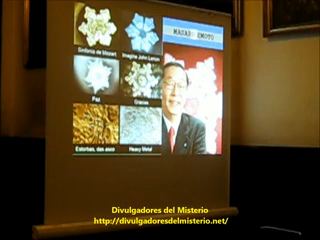 MASARU EMOTO
Sinfonia de Mozart
Imagine John Lenon
Paz
Gracias
Estorbas, das asco
Heavy Metal
Divulgadores del Misterio
http://divulgadoresdelmisterio.net/